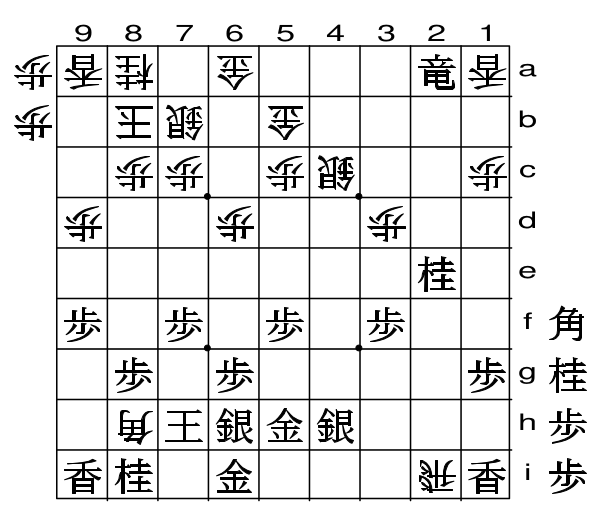 9 8 7 6 5 4 3 2 1
歩 香 桂 金 竜 香 a
歩 王 銀 金 b
歩 歩 歩 銀 歩 c
歩 歩 歩 d
桂 e
歩 歩 歩 歩 f 角
歩 歩 歩 g 桂
角 王 銀 金 銀 h 歩
香 桂 金 飛 香 i 歩